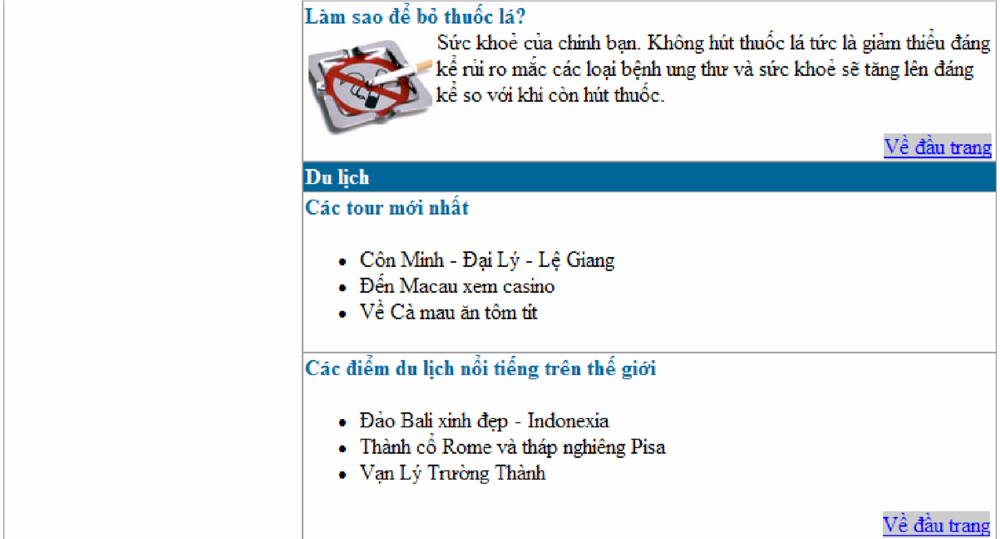 Làm sao để bỏ thuốc lá?
Sức khoẻ của chính bạn. Không hút thuốc lá tức là giảm thiểu đáng
kể rủi ro mắc các loại bệnh ung thư và sức khoẻ sẽ tăng lên đáng
kể so với khi còn hút thuốc.
Về đầu trang
Du lịch
Các tour mới nhất
• Côn Minh - Đại Lý - Lệ Giang
• Đến Macau xem casino
• Về Cà mau ăn tôm tít
Các điểm du lịch nổi tiếng trên thế giới
• Đảo Bali xinh đẹp - Indonexia
• Thành cổ Rome và tháp nghiêng Pisa
• Vạn Lý Trường Thành
Về đầu trang